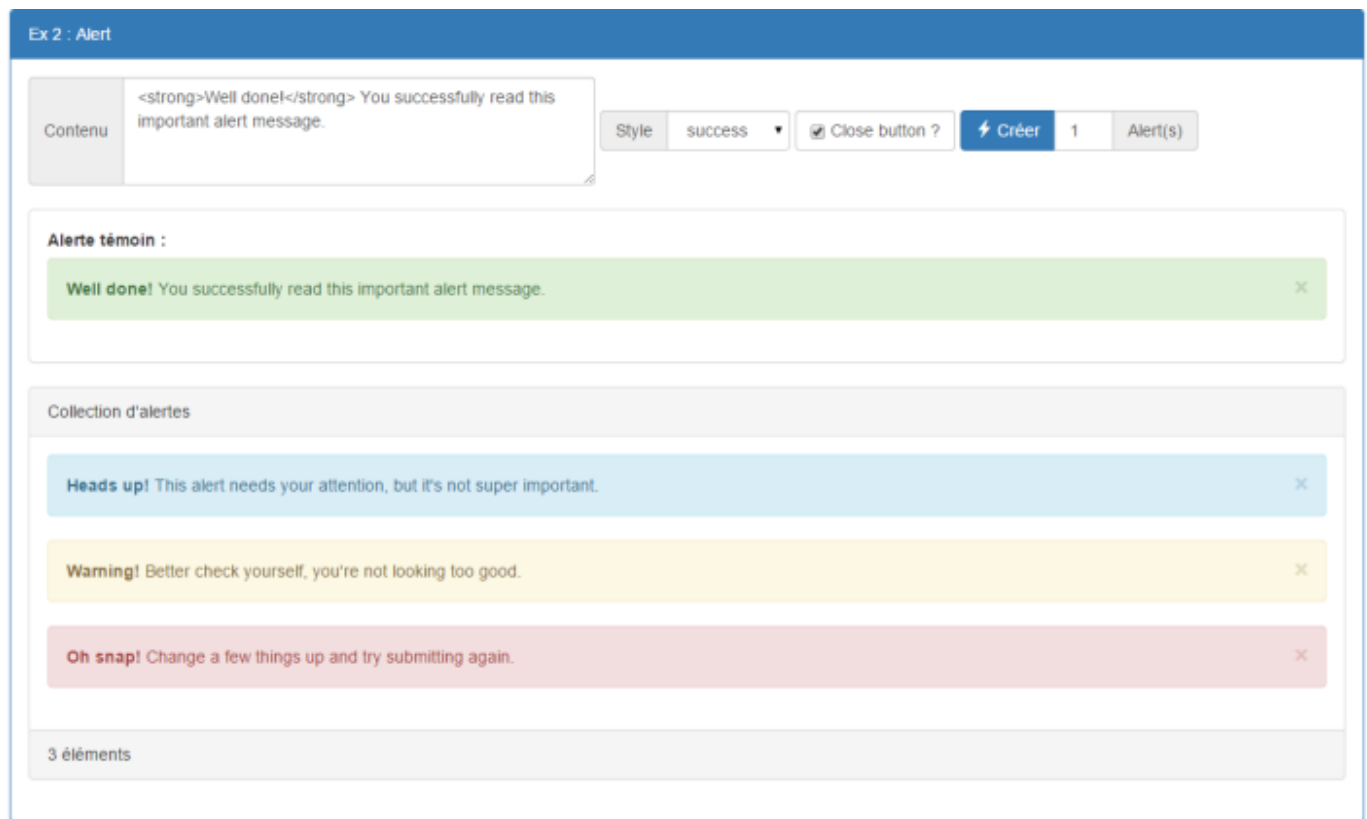 Ex 2 : Alert
Contenu
<strong>Well done!</strong> You successfully read this
important alert message.
Style success Close button ? Créer 1 Alert(s)
Alerte témoin :
Well done! You successfully read this important alert message. ×
Collection d'alertes
Heads up! This alert needs your attention, but it's not super important. ×
Warning! Better check yourself, you're not looking too good. ×
Oh snap! Change a few things up and try submitting again. ×
3 éléments